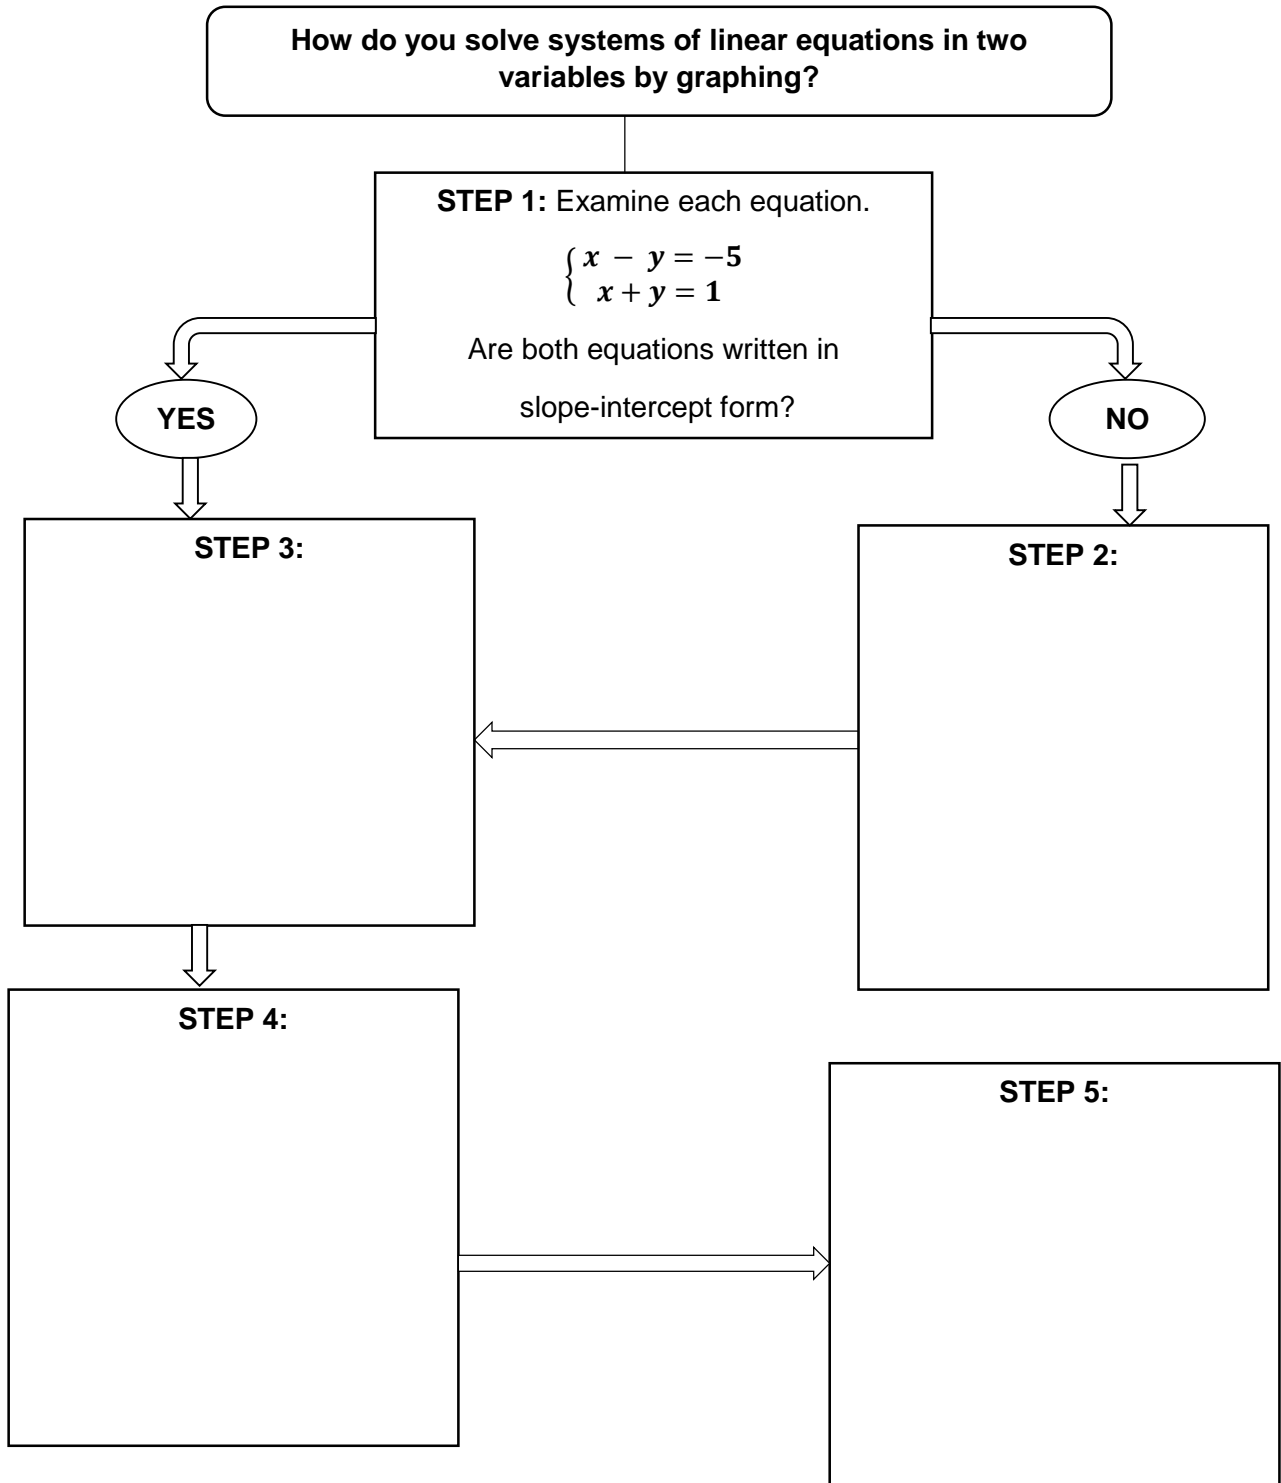 How do you solve systems of linear equations in two
variables by graphing?
STEP 1: Examine each equation.
{ x − y = −5
x + y = 1
Are both equations written in
slope-intercept form?
YES
NO
STEP 3:
STEP 2:
STEP 4:
STEP 5: